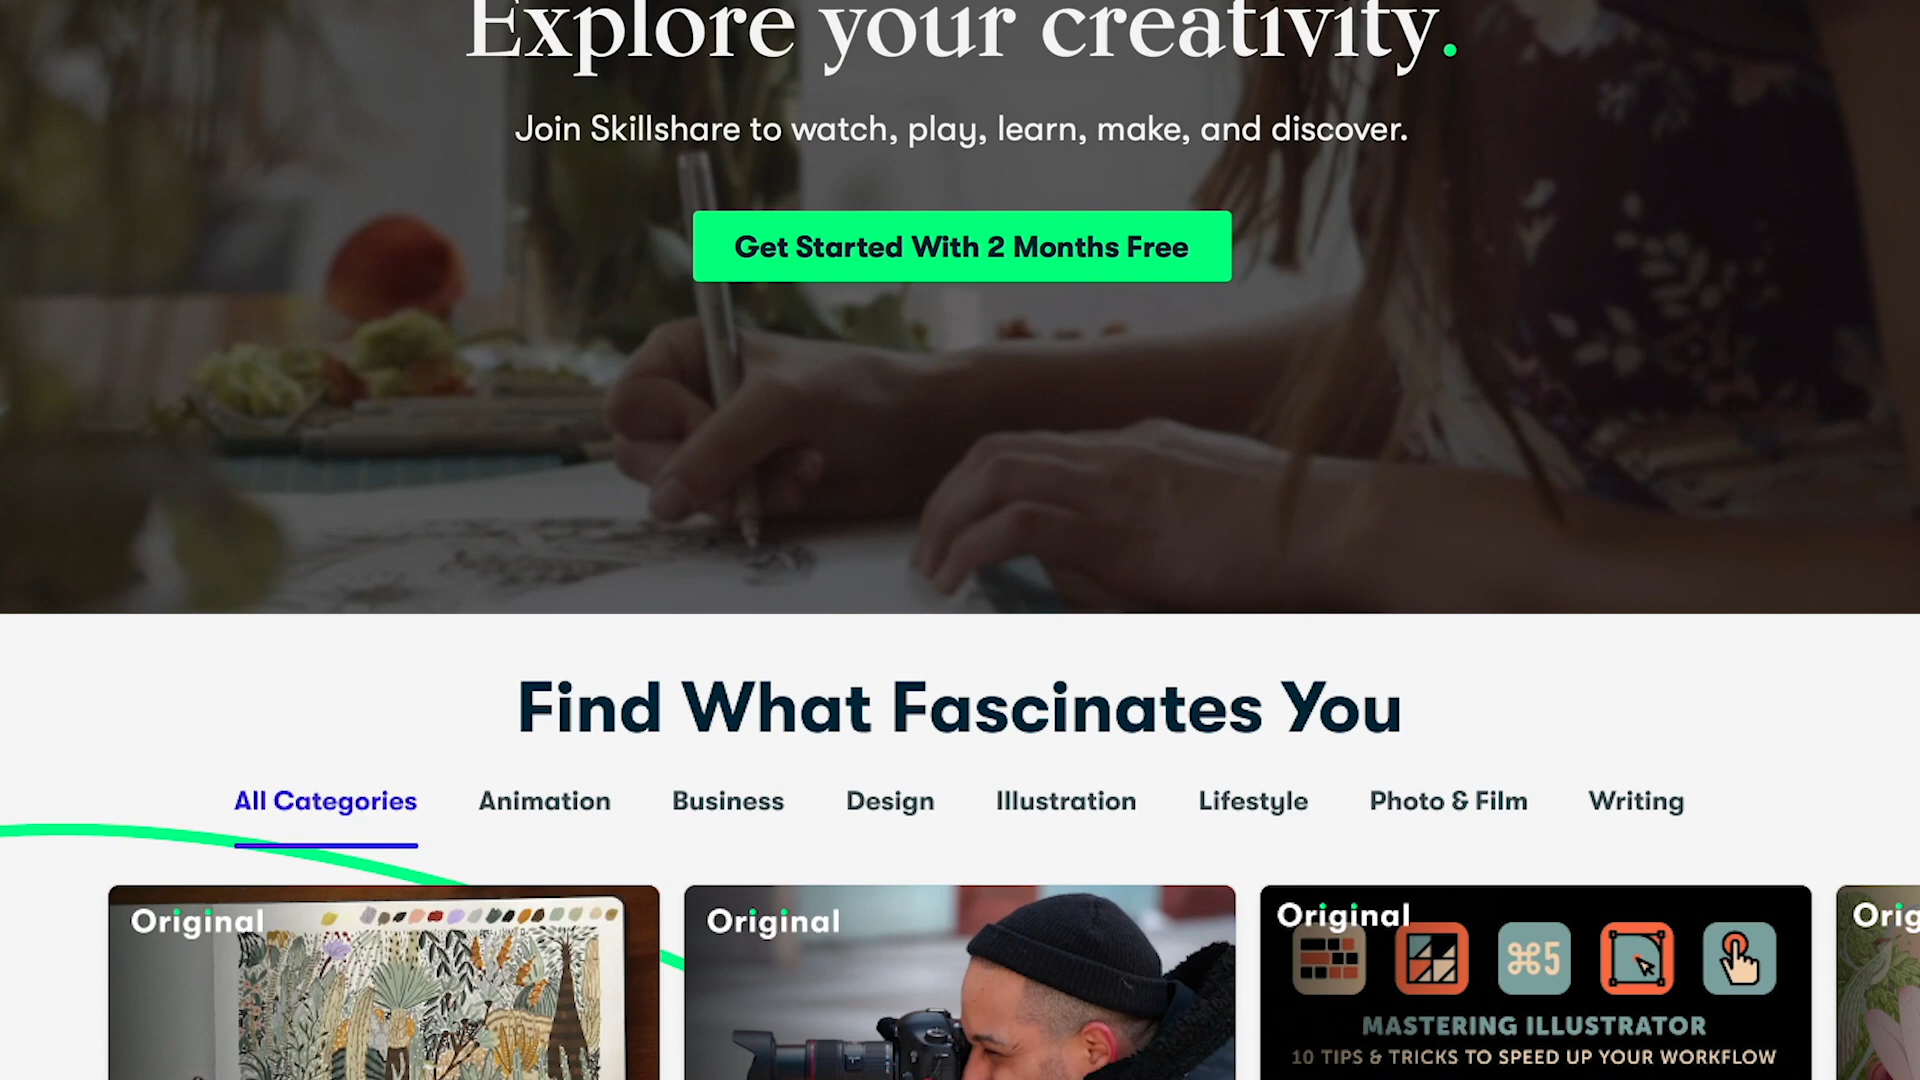 Explore your creativity.
Join Skillshare to watch, play, learn, make, and discover.
Get Started With 2 Months Free
Find What Fascinates You
All Categories Animation Business Design Illustration Lifestyle Photo & Film Writing
Original Original Original
⌘5
MASTERING ILLUSTRATOR
10 TIPS & TRICKS TO SPEED UP YOUR WORKFLOW